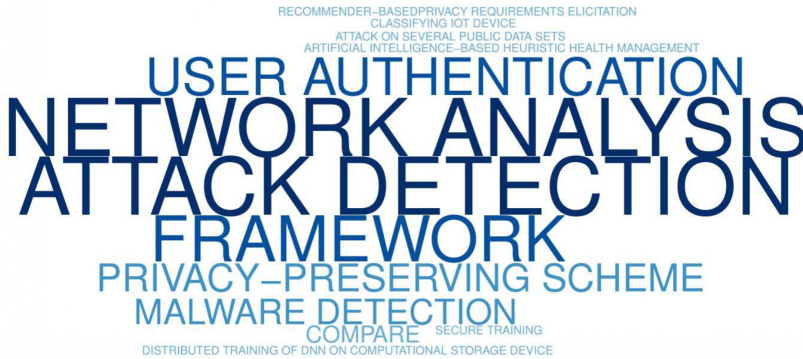 RECOMMENDER-BASEDPRIVACY REQUIREMENTS ELICITATION
CLASSIFYING IOT DEVICE
ATTACK ON SEVERAL PUBLIC DATA SETS
ARTIFICIAL INTELLIGENCE-BASED HEURISTIC HEALTH MANAGEMENT
USER AUTHENTICATION
NETWORK ANALYSIS
ATTACK DETECTION
FRAMEWORK
PRIVACY-PRESERVING SCHEME
MALWARE DETECTION
COMPARE SECURE TRAINING
DISTRIBUTED TRAINING OF DNN ON COMPUTATIONAL STORAGE DEVICE